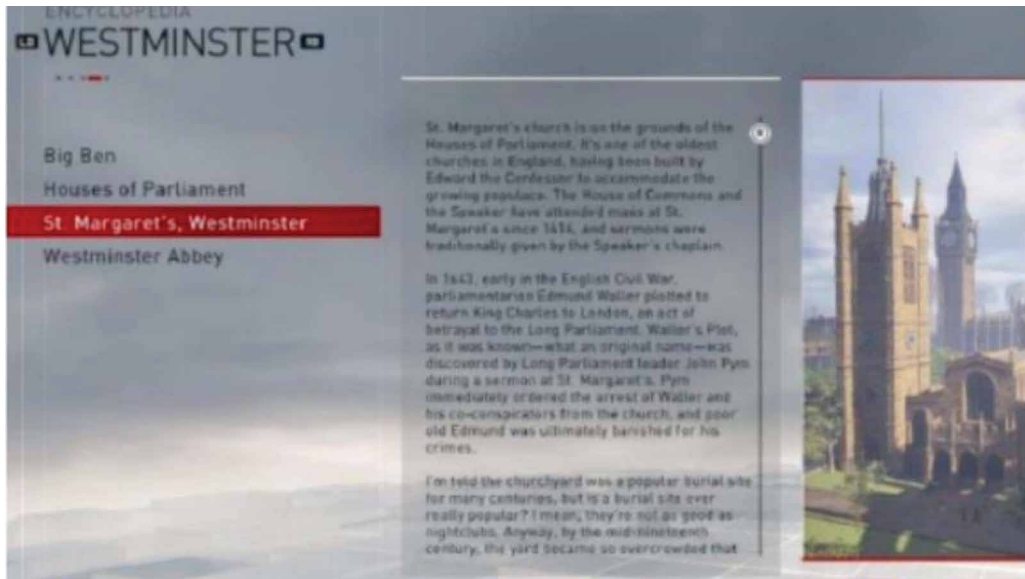 ENCYCLOPEDIA
WESTMINSTER
Big Ben
Houses of Parliament
St. Margaret's, Westminster
Westminster Abbey
St. Margaret's church is on the grounds of the
Houses of Parliament. It's one of the oldest
churches in England, having been built by
Edward the Confessor to accommodate the
growing populace. The House of Commons and
the Speaker have attended mass at St.
Margaret's since 1614, and sermons were
traditionally given by the Speaker's chaplain.
In 1643, early in the English Civil War,
parliamentarian Edmund Waller plotted to
return King Charles to London, an act of
betrayal to the Long Parliament. Waller's Plot,
as it was known—what an original name—was
discovered by Long Parliament leader John Pym
during a sermon at St. Margaret's. Pym
immediately ordered the arrest of Waller and
his co-conspirators from the church, and poor
old Edmund was ultimately banished for his
crimes.
I'm told the churchyard was a popular burial site
for many centuries, but is a burial site ever
really popular? I mean, they're not as good as
nightclubs. Anyway, by the mid-nineteenth
century, the yard became so overcrowded that